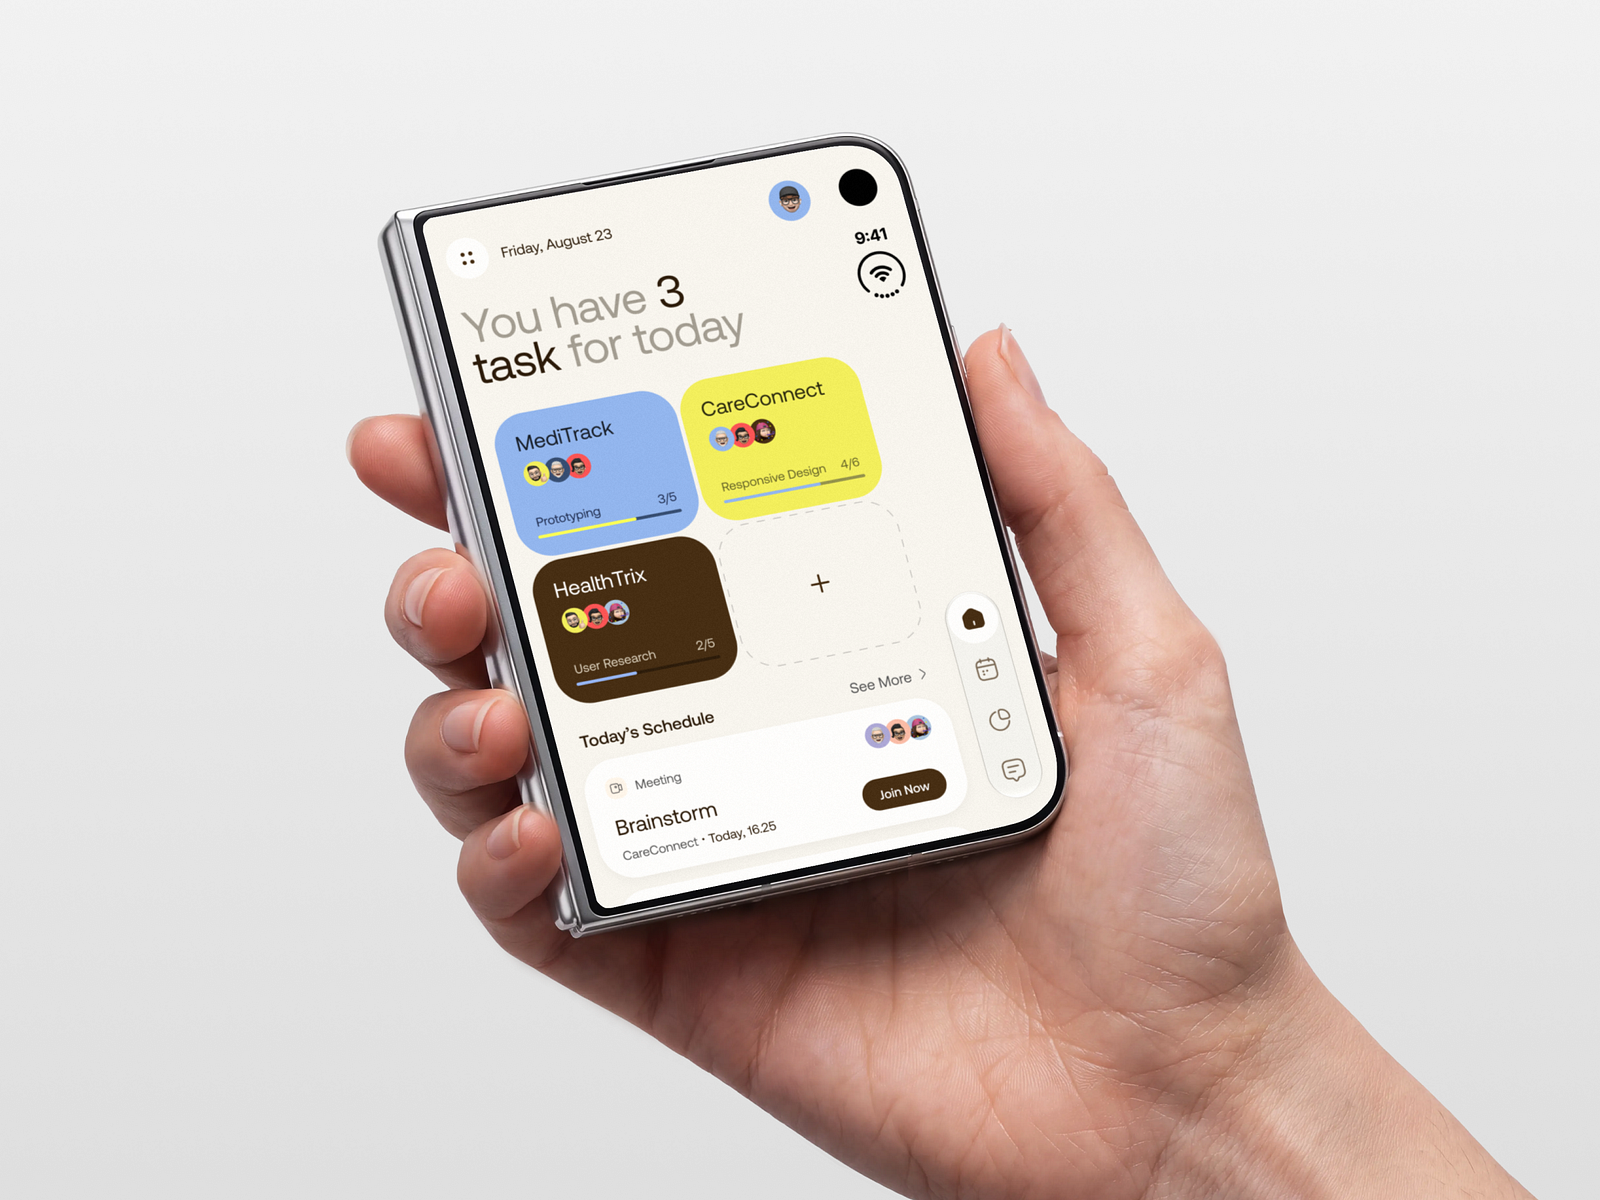 9:41
Friday, August 23
You have 3
task for today
MediTrack
Prototyping 3/5
CareConnect
Responsive Design 4/6
HealthTrix
User Research 2/5
Today's Schedule
See More
Meeting
Brainstorm
CareConnect • Today, 16.25
Join Now